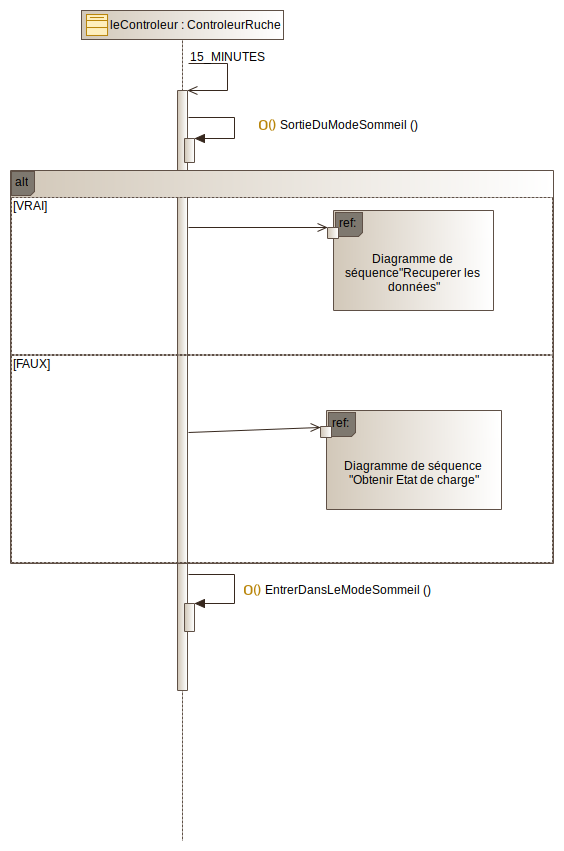 leControleur : ControleurRuche
15_MINUTES
O() SortieDuModeSommeil ()
alt
[VRAI]
ref:
Diagramme de
séquence"Recuperer les
données"
[FAUX]
ref:
Diagramme de séquence
"Obtenir Etat de charge"
O() EntrerDansLeModeSommeil ()